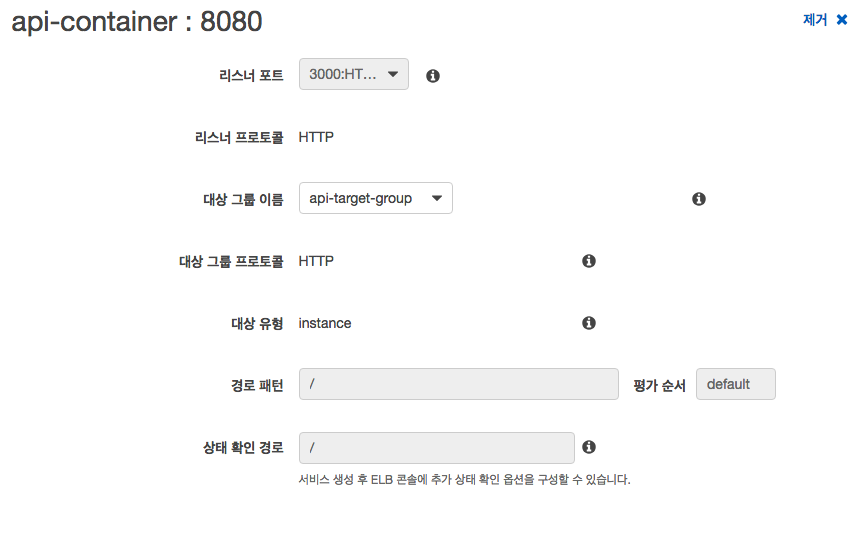 api-container : 8080
제거
리스너 포트 3000:HT...
리스너 프로토콜 HTTP
대상 그룹 이름 api-target-group
대상 그룹 프로토콜 HTTP
대상 유형 instance
경로 패턴 / 평가 순서 default
상태 확인 경로 /
서비스 생성 후 ELB 콘솔에 추가 상태 확인 옵션을 구성할 수 있습니다.